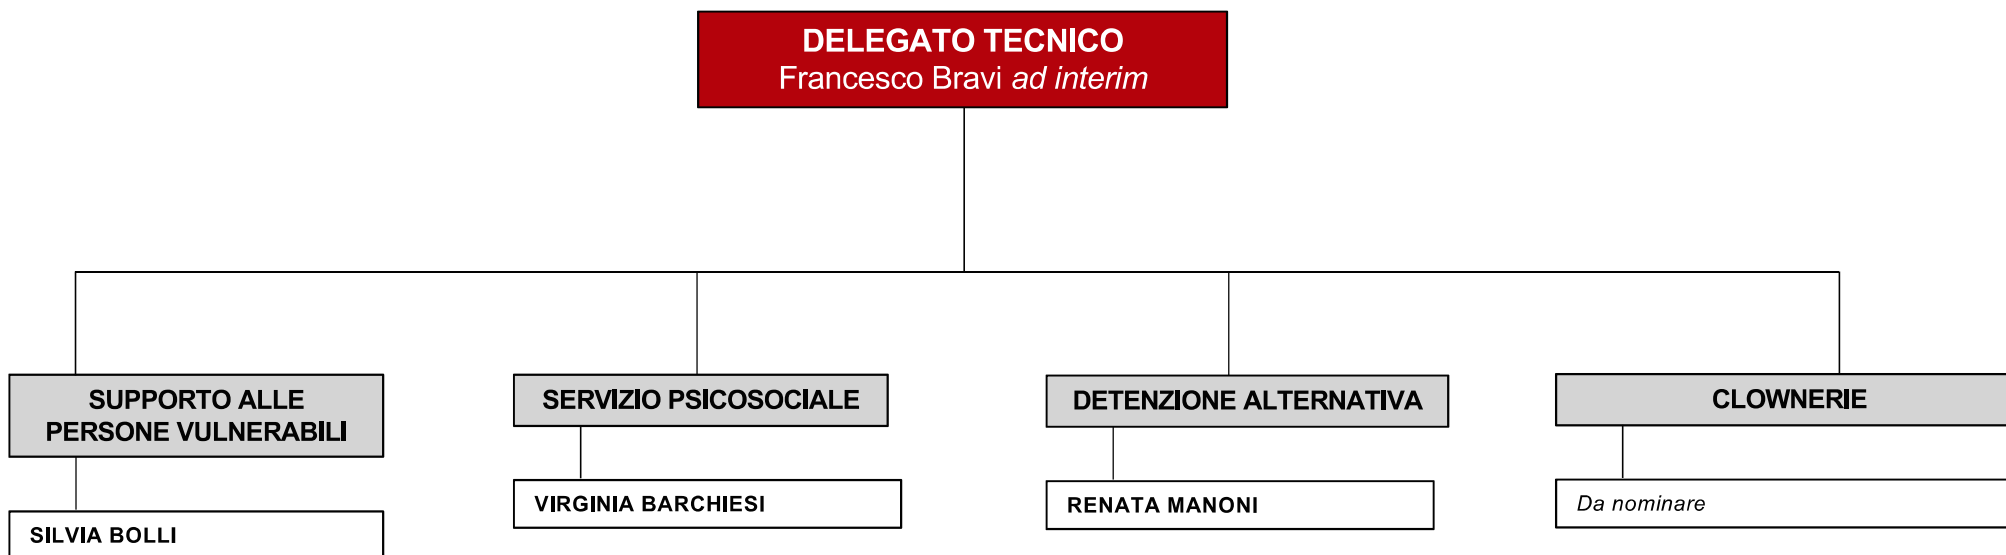 DELEGATO TECNICO
Francesco Bravi ad interim
SUPPORTO ALLE
PERSONE VULNERABILI
SERVIZIO PSICOSOCIALE
DETENZIONE ALTERNATIVA
CLOWNERIE
SILVIA BOLLI
VIRGINIA BARCHIESI
RENATA MANONI
Da nominare